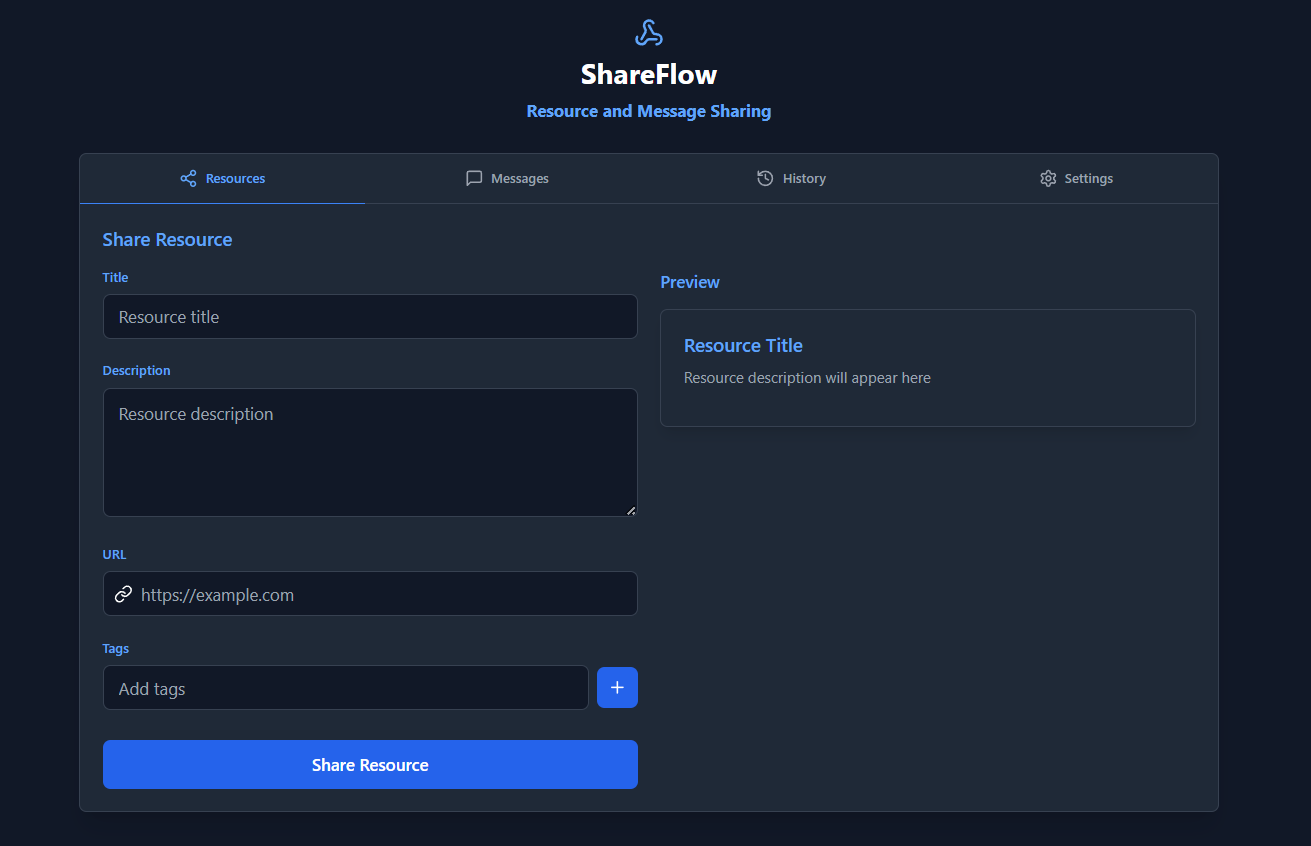 ShareFlow
Resource and Message Sharing
Resources
Messages
History
Settings
Share Resource
Title
Resource title
Description
Resource description
URL
https://example.com
Tags
Add tags
Share Resource
Preview
Resource Title
Resource description will appear here